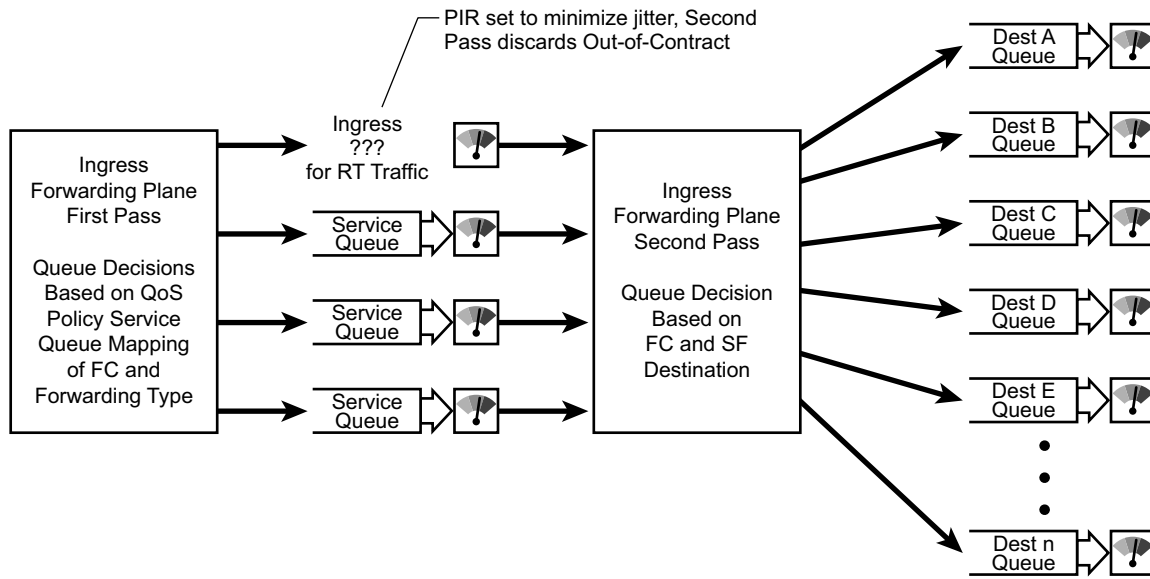 PIR set to minimize jitter, Second
Pass discards Out-of-Contract
Ingress
Forwarding Plane
First Pass
Queue Decisions
Based on QoS
Policy Service
Queue Mapping
of FC and
Forwarding Type
Ingress
???
for RT Traffic
Service
Queue
Service
Queue
Service
Queue
Ingress
Forwarding Plane
Second Pass
Queue Decision
Based on
FC and SF
Destination
Dest A
Queue
Dest B
Queue
Dest C
Queue
Dest D
Queue
Dest E
Queue
Dest n
Queue